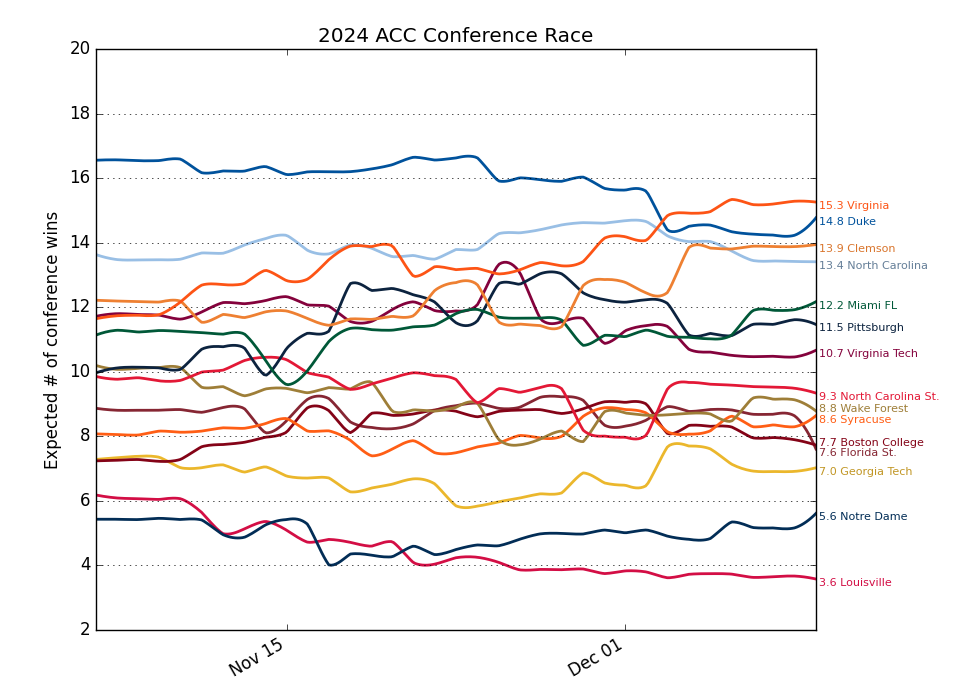 2024 ACC Conference Race
Expected # of conference wins
20
18
16
14
12
10
8
6
4
2
Nov 15
Dec 01
15.3 Virginia
14.8 Duke
13.9 Clemson
13.4 North Carolina
12.2 Miami FL
11.5 Pittsburgh
10.7 Virginia Tech
9.3 North Carolina St.
8.8 Wake Forest
8.6 Syracuse
7.7 Boston College
7.6 Florida St.
7.0 Georgia Tech
5.6 Notre Dame
3.6 Louisville